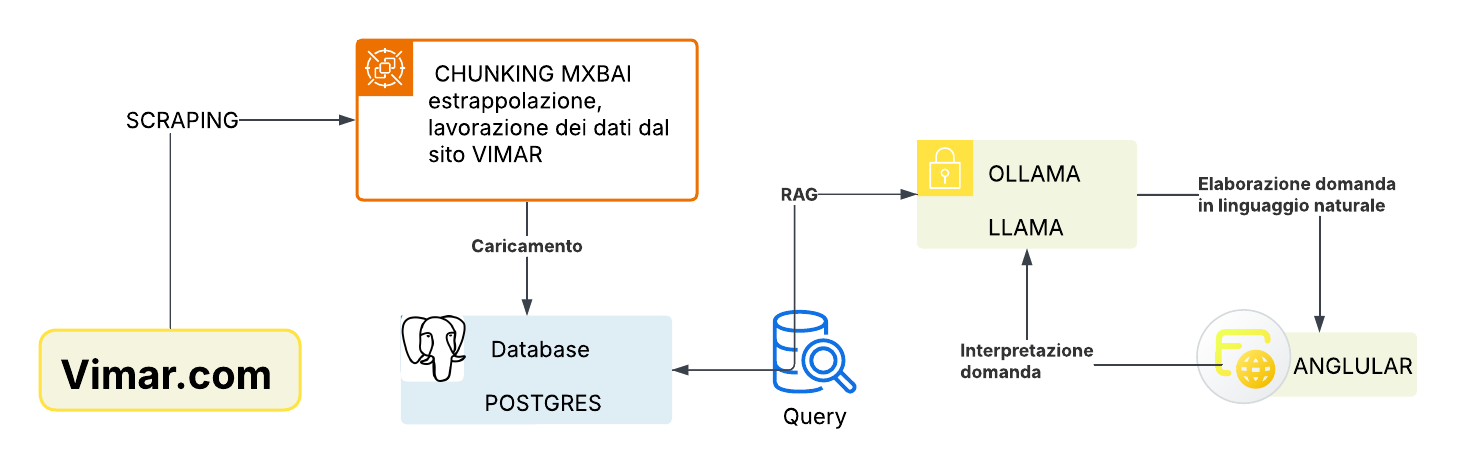 SCRAPING
CHUNKING MXBAI
estrappolazione,
lavorazione dei dati dal
sito VIMAR
Caricamento
Vimar.com
Database
POSTGRES
RAG
Query
OLLAMA
LLAMA
Elaborazione domanda
in linguaggio naturale
Interpretazione
domanda
ANGLULAR